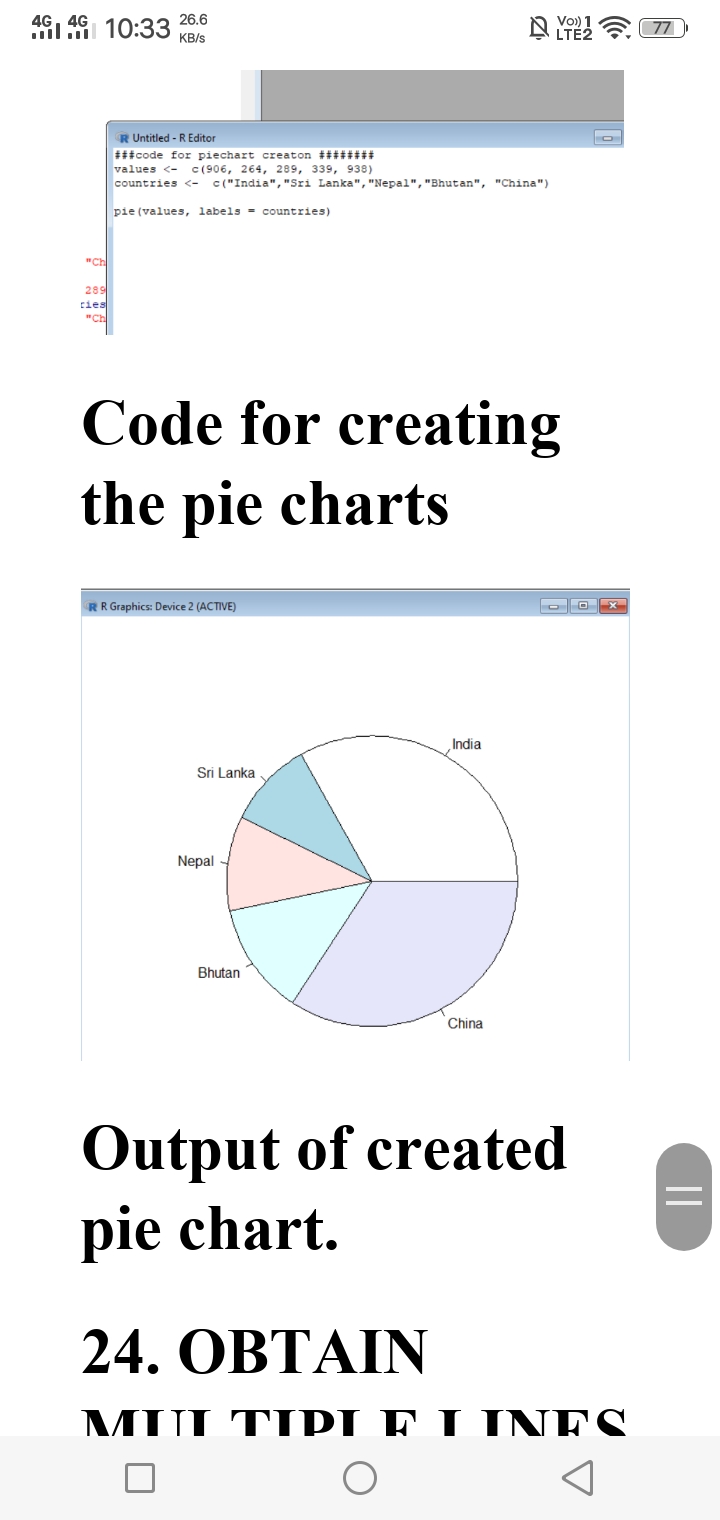 4G 4G 10:33 26.6 KB/s Vo)) 1 LTE2 77
Untitled - R Editor
###code for piechart creaton ########
values <- c(906, 264, 289, 339, 938)
countries <- c("India","Sri Lanka","Nepal","Bhutan", "China")
pie(values, labels = countries)
"Ch
289
ries
"Ch
Code for creating
the pie charts
R Graphics: Device 2 (ACTIVE)
India
Sri Lanka
Nepal
Bhutan
China
Output of created
pie chart.
24. OBTAIN
MULTIPLE LINES